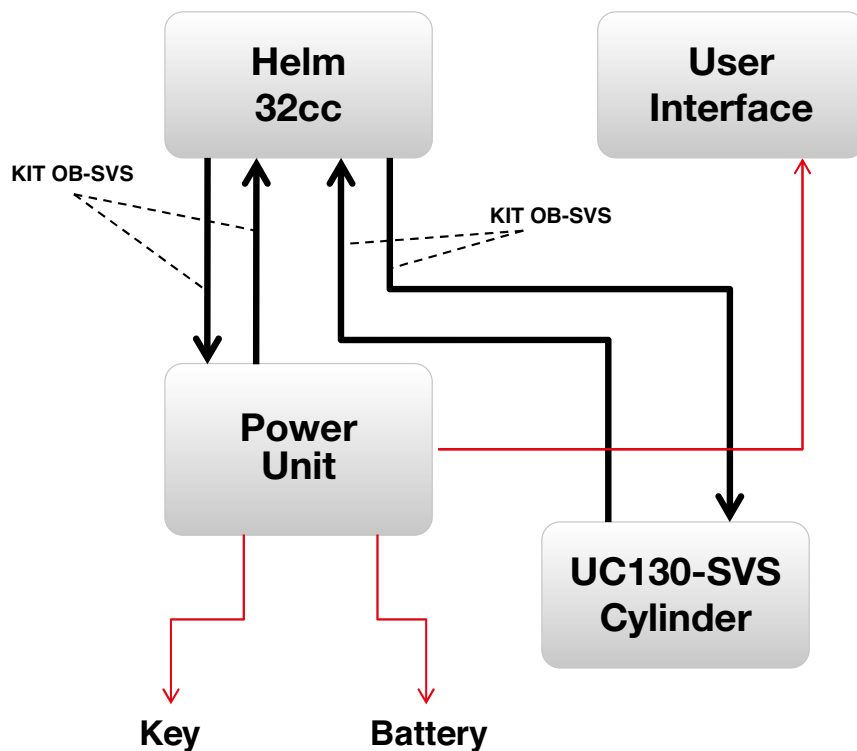 Helm
32cc
User
Interface
KIT OB-SVS
KIT OB-SVS
Power
Unit
UC130-SVS
Cylinder
Key
Battery